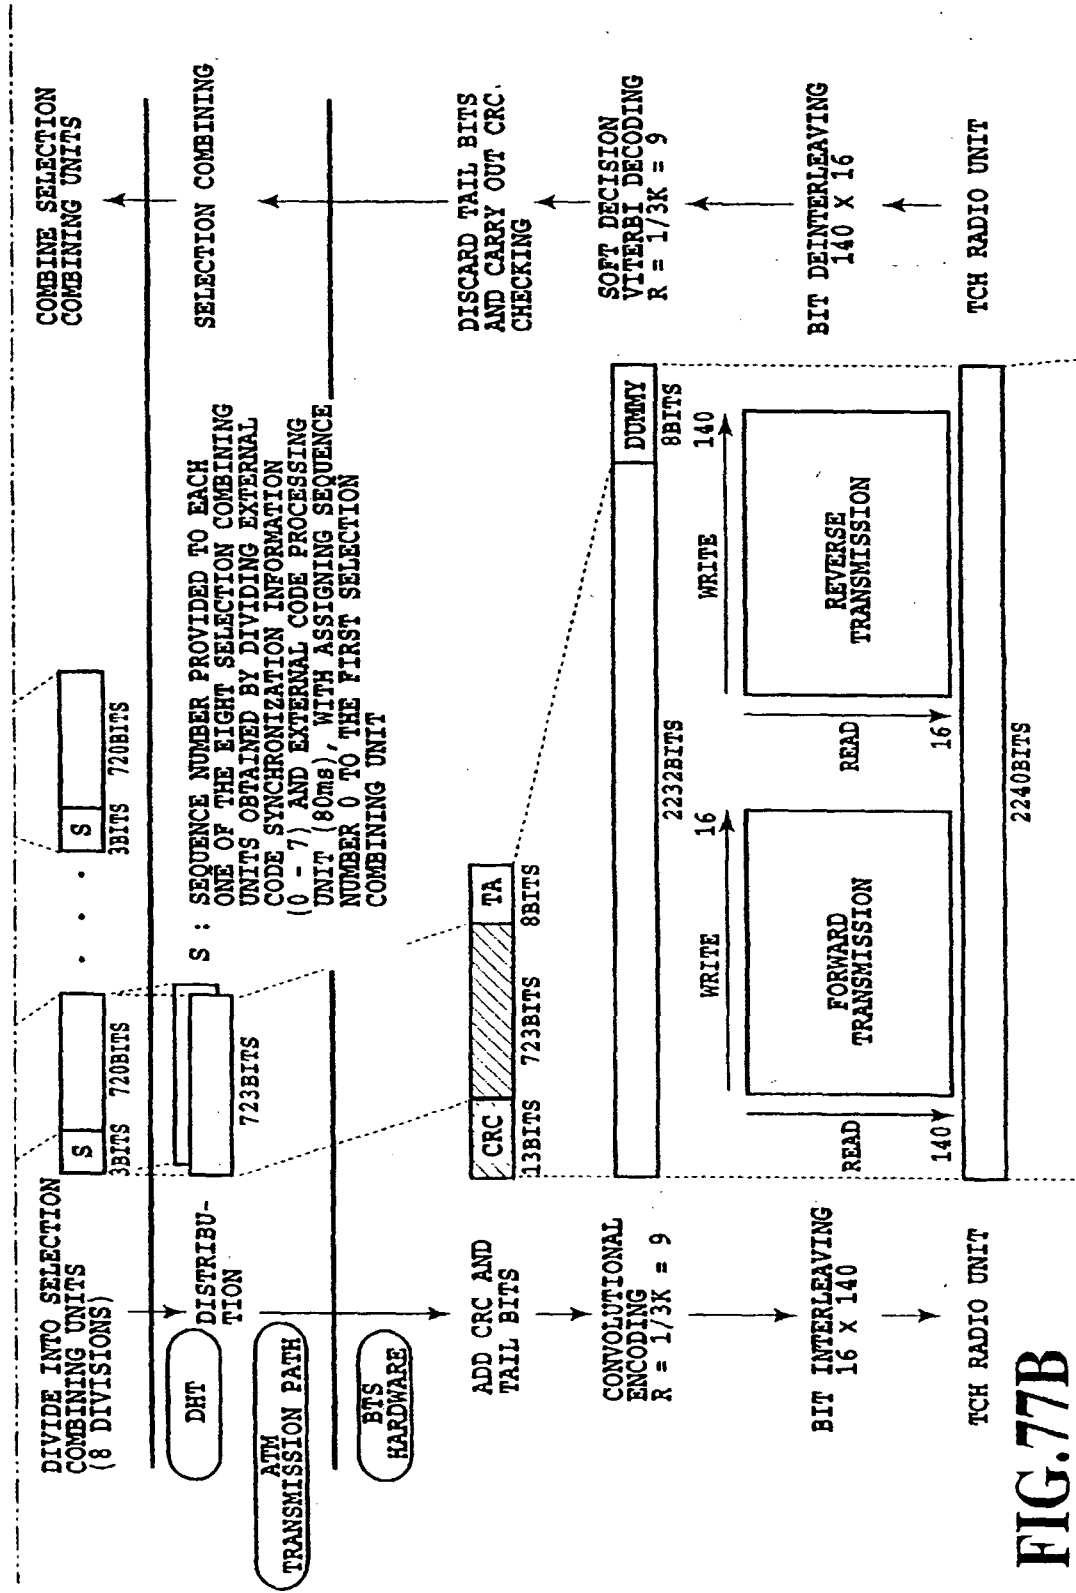 DIVIDE INTO SELECTION
COMBINING UNITS
(8 DIVISIONS)
S
3BITS 720BITS
. . .
S
3BITS 720BITS
COMBINE SELECTION
COMBINING UNITS
DHT
DISTRIBU-
TION
723BITS
S : SEQUENCE NUMBER PROVIDED TO EACH
ONE OF THE EIGHT SELECTION COMBINING
UNITS OBTAINED BY DIVIDING EXTERNAL
CODE SYNCHRONIZATION INFORMATION
(0 - 7) AND EXTERNAL CODE PROCESSING
UNIT (80ms), WITH ASSIGNING SEQUENCE
NUMBER 0 TO THE FIRST SELECTION
COMBINING UNIT
SELECTION COMBINING
ATM
TRANSMISSION PATH
BTS
HARDWARE
ADD CRC AND
TAIL BITS
CRC
TA
13BITS 723BITS 8BITS
DISCARD TAIL BITS
AND CARRY OUT CRC.
CHECKING
CONVOLUTIONAL
ENCODING
R = 1/3K = 9
DUMMY
2232BITS
8BITS
SOFT DECISION
VITERBI DECODING
R = 1/3K = 9
BIT INTERLEAVING
16 X 140
WRITE
16
READ
140
FORWARD
TRANSMISSION
WRITE
140
READ
16
REVERSE
TRANSMISSION
BIT DEINTERLEAVING
140 X 16
TCH RADIO UNIT
2240BITS
TCH RADIO UNIT
FIG.77B